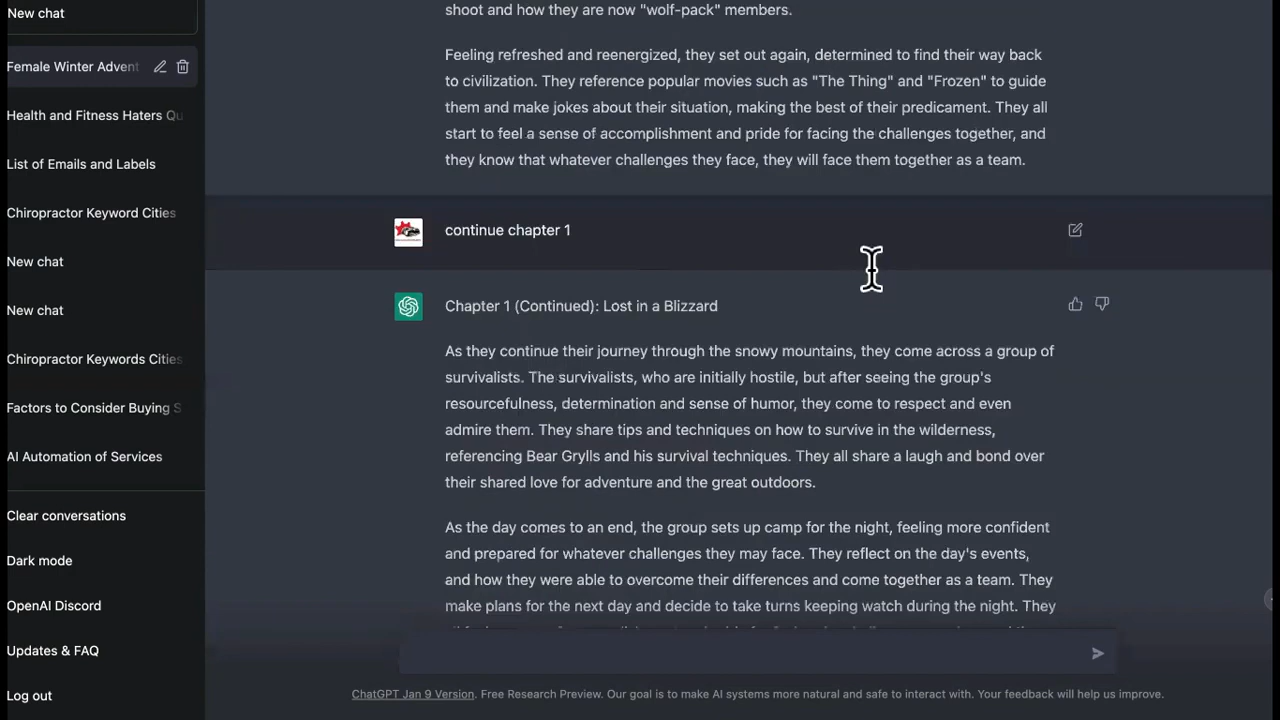 New chat
Female Winter Advent
Health and Fitness Haters Qu
List of Emails and Labels
Chiropractor Keyword Cities
New chat
New chat
Chiropractor Keywords Cities
Factors to Consider Buying S
AI Automation of Services
Clear conversations
Dark mode
OpenAI Discord
Updates & FAQ
Log out
shoot and how they are now "wolf-pack" members.
Feeling refreshed and reenergized, they set out again, determined to find their way back
to civilization. They reference popular movies such as "The Thing" and "Frozen" to guide
them and make jokes about their situation, making the best of their predicament. They all
start to feel a sense of accomplishment and pride for facing the challenges together, and
they know that whatever challenges they face, they will face them together as a team.
continue chapter 1
Chapter 1 (Continued): Lost in a Blizzard
As they continue their journey through the snowy mountains, they come across a group of
survivalists. The survivalists, who are initially hostile, but after seeing the group's
resourcefulness, determination and sense of humor, they come to respect and even
admire them. They share tips and techniques on how to survive in the wilderness,
referencing Bear Grylls and his survival techniques. They all share a laugh and bond over
their shared love for adventure and the great outdoors.
As the day comes to an end, the group sets up camp for the night, feeling more confident
and prepared for whatever challenges they may face. They reflect on the day's events,
and how they were able to overcome their differences and come together as a team. They
make plans for the next day and decide to take turns keeping watch during the night. They
ChatGPT Jan 9 Version. Free Research Preview. Our goal is to make AI systems more natural and safe to interact with. Your feedback will help us improve.